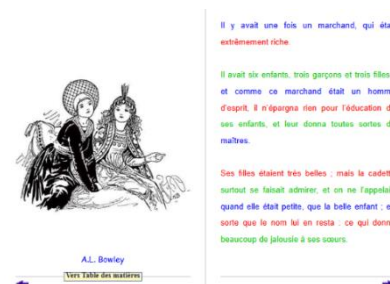 A.L. Bowley
Vers Table des matières
Il y avait une fois un marchand, qui éta
extrêmement riche.
Il avait six enfants, trois garçons et trois filles
et comme ce marchand était un homm
d'esprit, il n'épargna rien pour l'éducation d
ses enfants, et leur donna toutes sortes d
maîtres.
Ses filles étaient très belles ; mais la cadett
surtout se faisait admirer, et on ne l'appelai
quand elle était petite, que la belle enfant ; e
sorte que le nom lui en resta : ce qui donn
beaucoup de jalousie à ses sœurs.